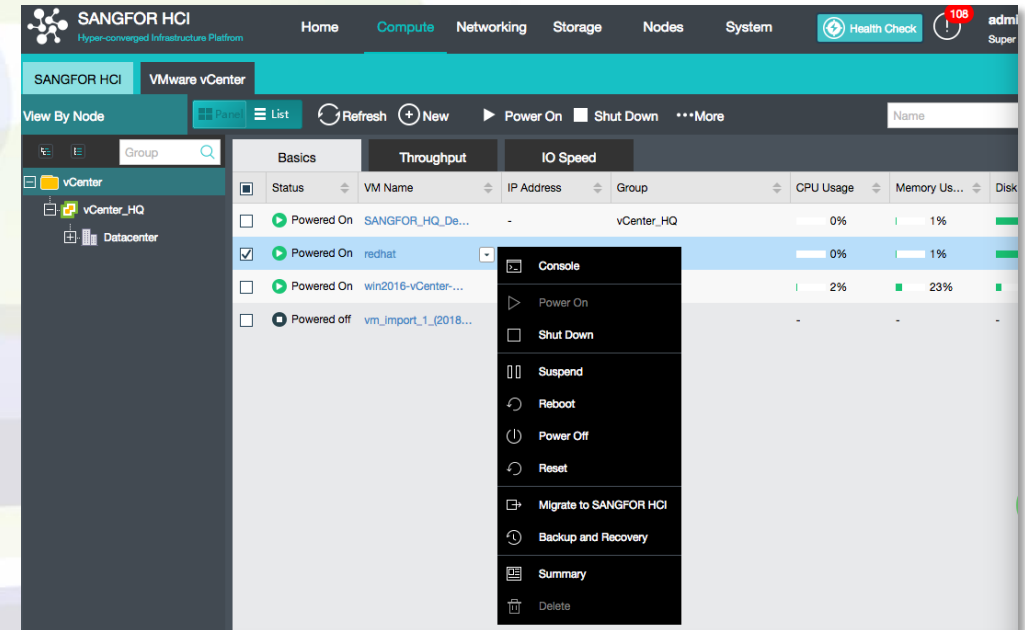 SANGFOR HCI
Hyper-converged Infrastructure Platfrom
Home Compute Networking Storage Nodes System Health Check 108
admi
Super
SANGFOR HCI VMware vCenter
View By Node Panel List Refresh New Power On Shut Down •••More Name
Group
Basics Throughput IO Speed
vCenter
vCenter_HQ
Datacenter
Status VM Name IP Address Group CPU Usage Memory Us... Disk
Powered On SANGFOR_HQ_De... - vCenter_HQ 0% 1%
Powered On redhat 0% 1%
Powered On win2016-vCenter-... 2% 23%
Powered off vm_import_1_(2018... - - -
Console
Power On
Shut Down
Suspend
Reboot
Power Off
Reset
Migrate to SANGFOR HCI
Backup and Recovery
Summary
Delete